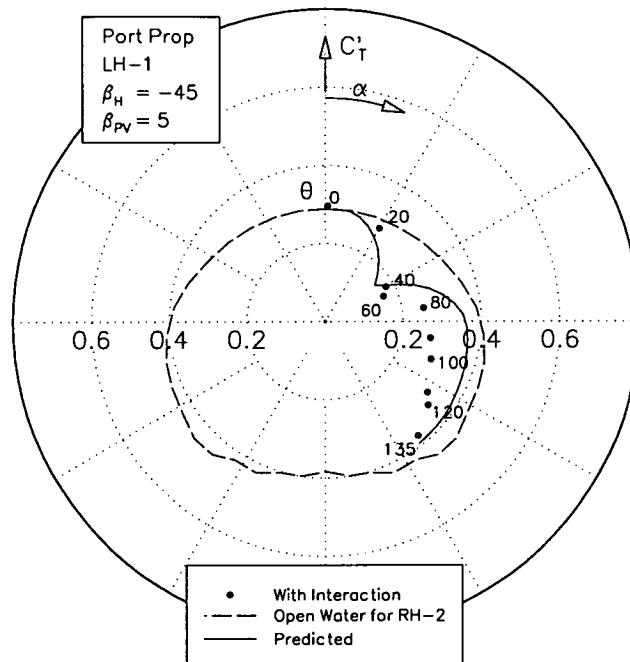 Port Prop
LH-1
β_H = -45
β_PV = 5
C'_T
α
θ
0
20
40
60
80
0.6 0.4 0.2 0.2 0.4 0.6
100
120
135
With Interaction
Open Water for RH-2
Predicted